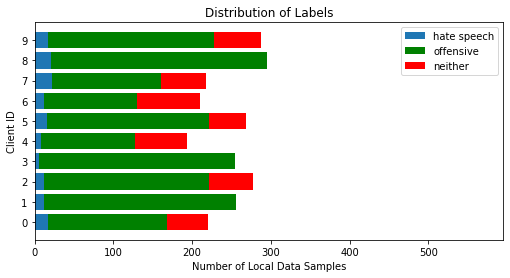 Distribution of Labels
hate speech
offensive
neither
Client ID
9
8
7
6
5
4
3
2
1
0
0 100 200 300 400 500
Number of Local Data Samples